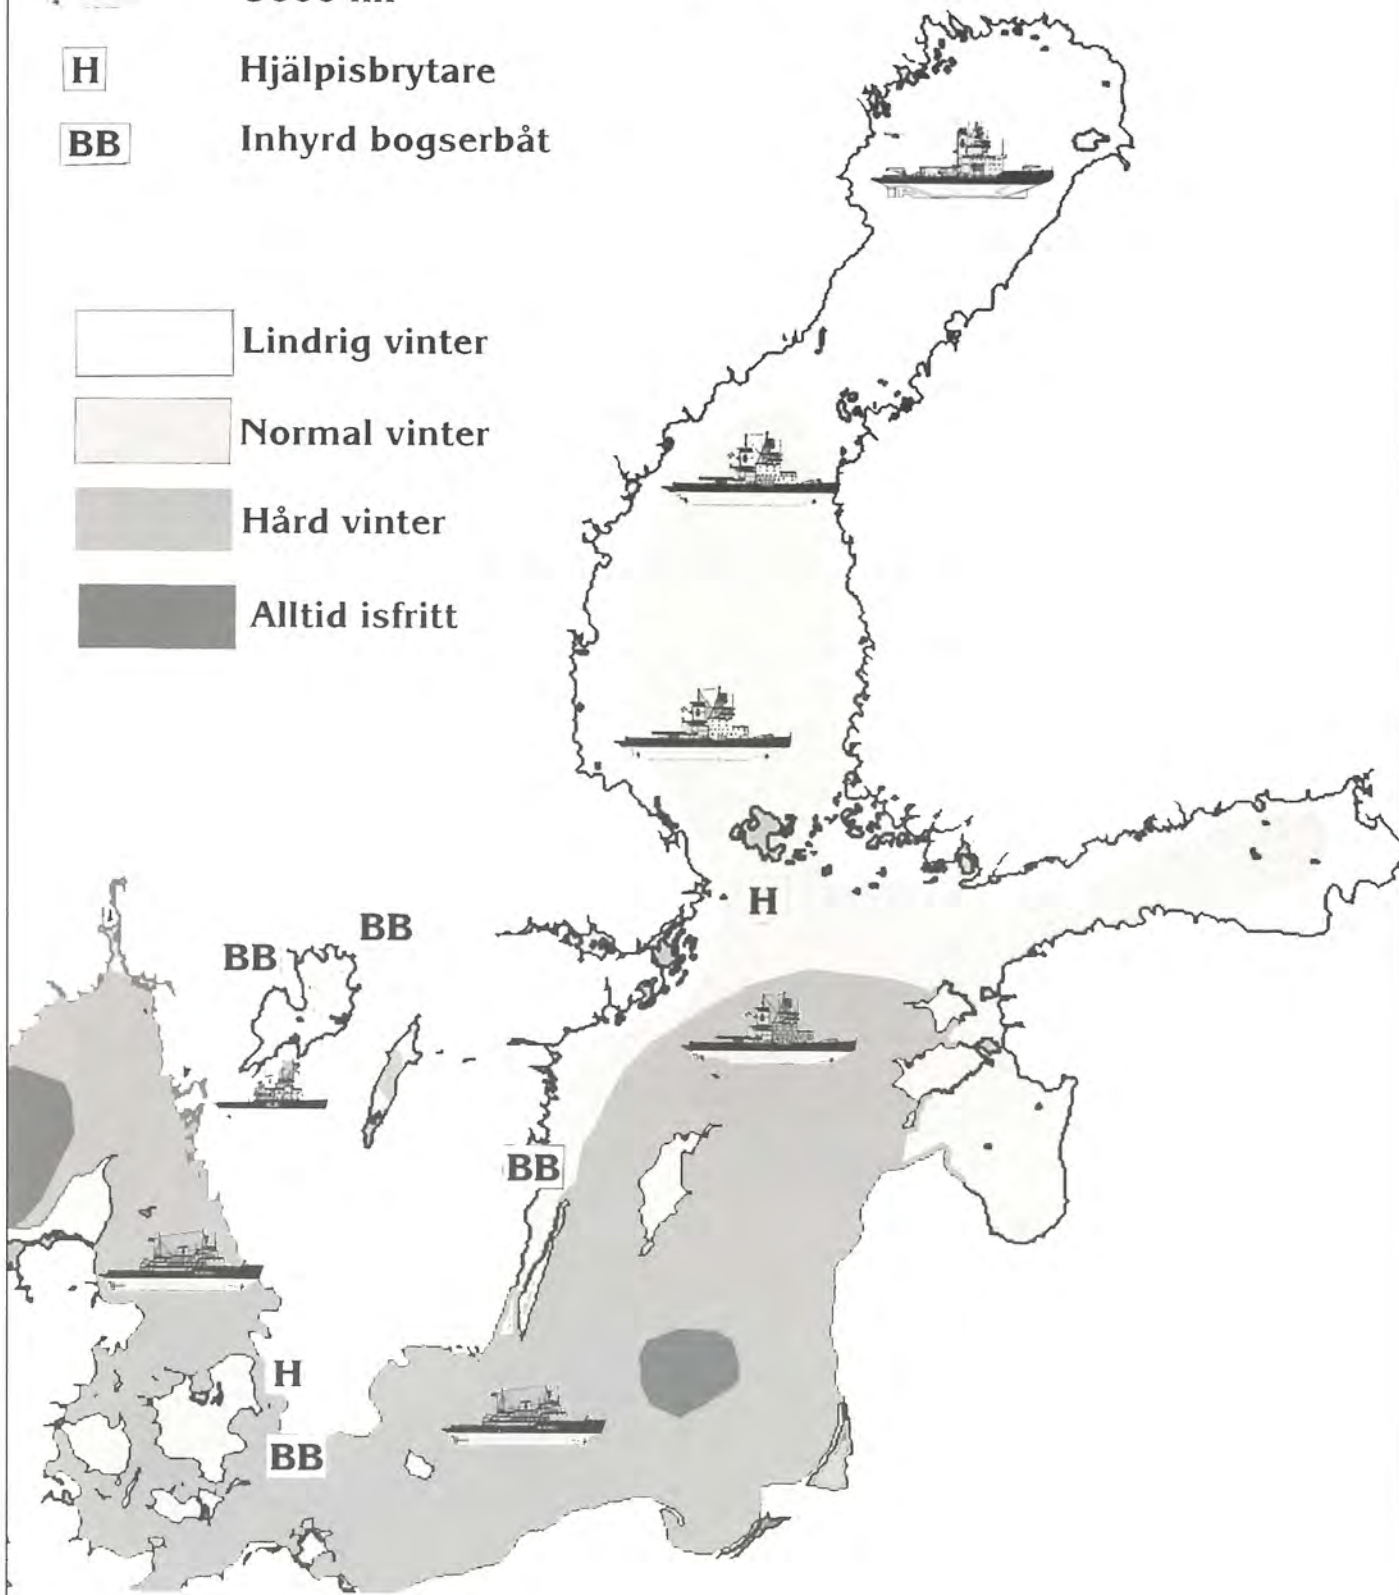 H Hjälpisbrytare
BB Inhyrd bogserbåt
Lindrig vinter
Normal vinter
Hård vinter
Alltid isfritt
H
BB
BB
BB
H
BB